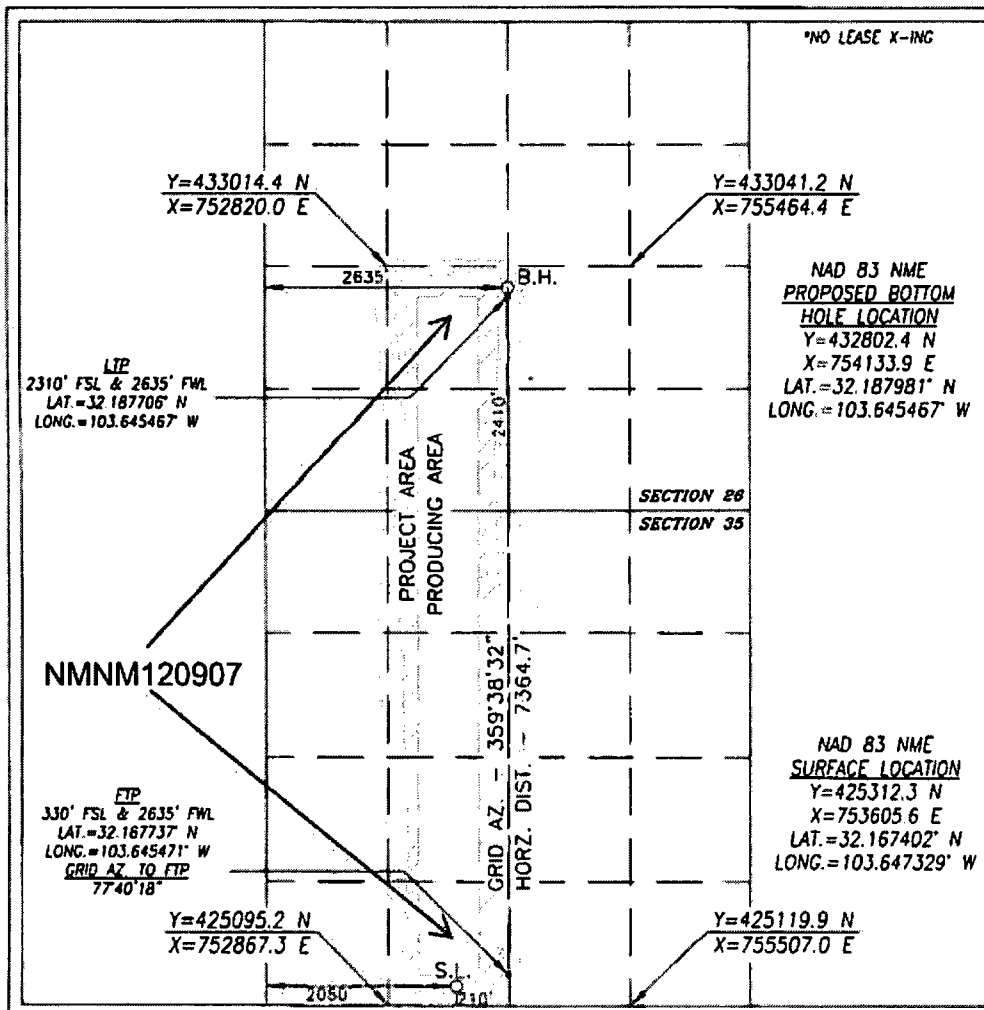 *NO LEASE X-ING
Y=433014.4 N
X=752820.0 E
Y=433041.2 N
X=755464.4 E
2635'
B.H.
NAD 83 NME
PROPOSED BOTTOM
HOLE LOCATION
Y=432802.4 N
X=754133.9 E
LAT.=32.187981° N
LONG.=103.645467° W
LTP
2310' FSL & 2635' FWL
LAT.=32.187706° N
LONG.=103.645467° W
2410'
PROJECT AREA
PRODUCING AREA
SECTION 26
SECTION 35
NMNM120907
GRID AZ. - 359°38'32"
HORZ. DIST. - 7364.7'
NAD 83 NME
SURFACE LOCATION
Y=425312.3 N
X=753605.6 E
LAT.=32.167402° N
LONG.=103.647329° W
FTP
330' FSL & 2635' FWL
LAT.=32.167737° N
LONG.=103.645471° W
GRID AZ. TO FTP
77°40'18"
Y=425095.2 N
X=752867.3 E
Y=425119.9 N
X=755507.0 E
S.L.
2050'
210'